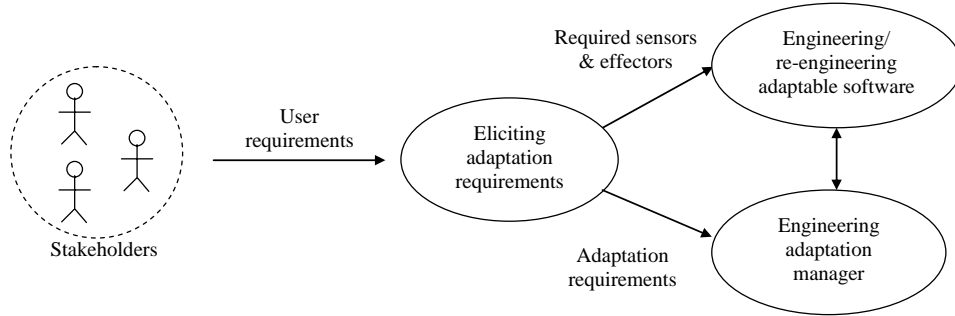 Stakeholders
User
requirements
Eliciting
adaptation
requirements
Required sensors
& effectors
Engineering/
re-engineering
adaptable software
Adaptation
requirements
Engineering
adaptation
manager